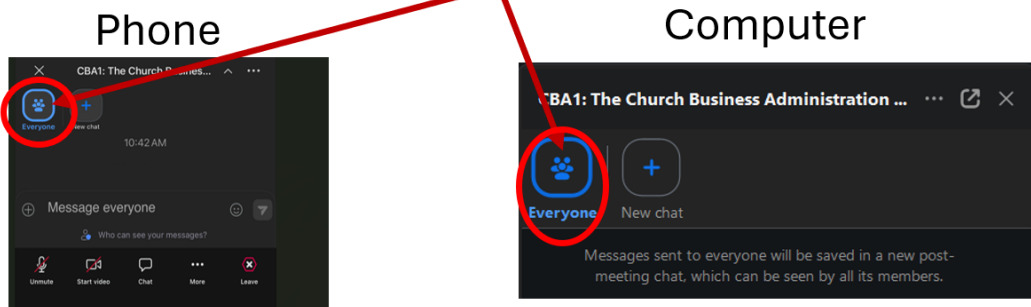 Phone
Computer
CBA1: The Church Busines...
Everyone
New chat
10:42 AM
Message everyone
Who can see your messages?
Unmute
Start video
Chat
More
Leave
CBA1: The Church Business Administration ...
Everyone
New chat
Messages sent to everyone will be saved in a new post-
meeting chat, which can be seen by all its members.